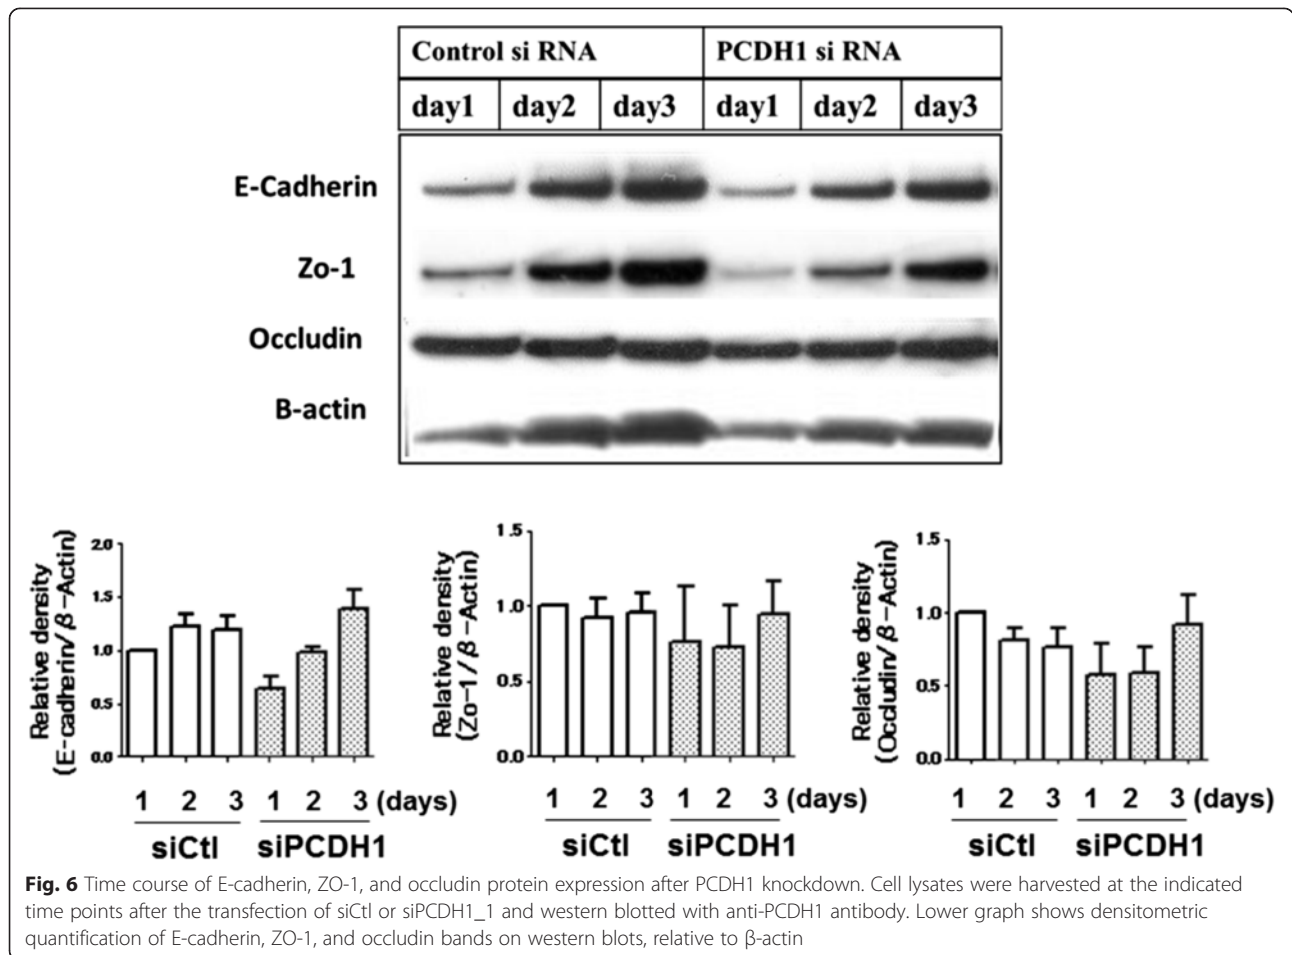 Control si RNA PCDH1 si RNA
day1 day2 day3 day1 day2 day3
E-Cadherin
Zo-1
Occludin
B-actin
Relative density
(E-cadherin/β-Actin)
2.0
1.5
1.0
0.5
0.0
1 2 3 1 2 3 (days)
siCtl siPCDH1
Relative density
(Zo-1/β-Actin)
1.5
1.0
0.5
0.0
1 2 3 1 2 3 (days)
siCtl siPCDH1
Relative density
(Occludin/β-Actin)
1.5
1.0
0.5
0.0
1 2 3 1 2 3 (days)
siCtl siPCDH1
Fig. 6 Time course of E-cadherin, ZO-1, and occludin protein expression after PCDH1 knockdown. Cell lysates were harvested at the indicated
time points after the transfection of siCtl or siPCDH1_1 and western blotted with anti-PCDH1 antibody. Lower graph shows densitometric
quantification of E-cadherin, ZO-1, and occludin bands on western blots, relative to β-actin